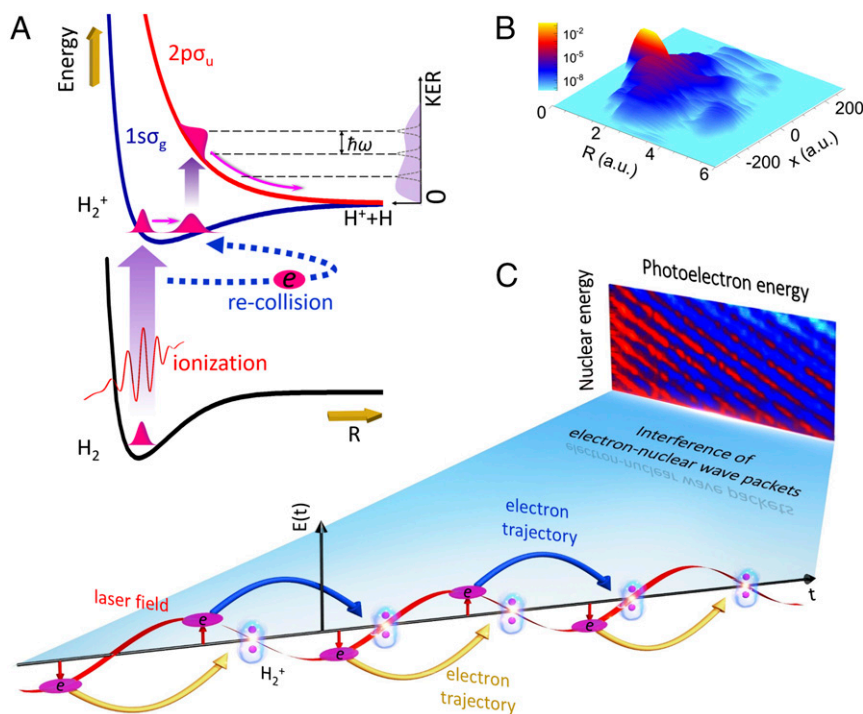 A
Energy
2pσu
1sσg
H2+
ħω
KER
O
H++H
e
re-collision
ionization
H2
R
B
10-2
10-5
10-8
0
2
4
6
R (a.u.)
-200
0
200
x (a.u.)
C
Photoelectron energy
Nuclear energy
Interference of
electron-nuclear wave packets
electron-nuclear wave packets
E(t)
electron
trajectory
laser field
e
e
e
e
e
t
H2+
electron
trajectory